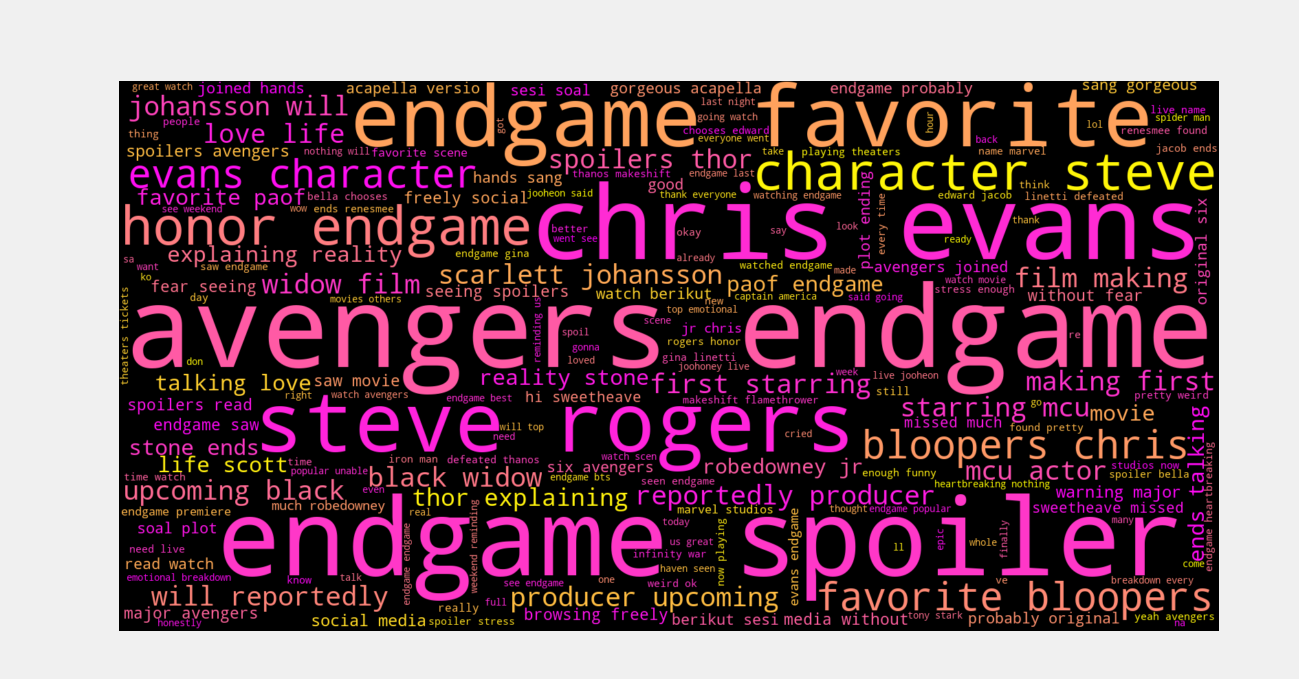 great watch
joined hands
acapella versio
sesi soal
gorgeous acapella
endgame probably
sang gorgeous
johansson will
endgame favorite
last night
going watch
live name
spider man
people
thing
love life
got
chooses edward
everyone went
hour
back
lol
renesmee found
spoilers avengers
nothing will
favorite scene
spoilers thor
take
playing theaters
name marvel
jacob ends
evans character
hands sang
thanos makeshift
endgame last
character steve
good
think
favorite paof
bella chooses
freely social
jooheon said
thank everyone
watching endgame
edward jacob
linetti defeated
see weekend
wow
ends renesmee
honor endgame
chris evans
better
went see
okay
say
look
plot ending
every time
ready
thank
original six
explaining reality
endgame gina
already
sa
want
saw endgame
watched endgame
made
avengers joined
ko
fear seeing
widow film
scarlett johansson
paof endgame
watch movie
film making
stress enough
day
movies others
seeing spoilers
watch berikut
new
captain america
said going
without fear
theaters tickets
avengers endgame
reminding us
top emotional
scene
spoil
jr chris
rogers honor
re
gonna
don
loved
gina linetti
joohoney live
week
talking love
saw movie
reality stone
first starring
live jooheon
still
making first
right
watch avengers
endgame best
hi sweetheave
makeshift flamethrower
pretty weird
spoilers read
steve rogers
starring
go
mcu
movie
endgame saw
will top
need
cried
missed much
found pretty
stone ends
bloopers chris
ends talking
life scott
time
iron man
defeated thanos
watch scen
time watch
popular unable
black widow
six avengers
robedowney jr
enough funny
mcu actor
studios now
spoiler bella
endgame bts
seen endgame
heartbreaking nothing
upcoming black
even
thor explaining
reportedly producer
warning major
endgame heartbreaking
endgame premiere
much robedowney
real
marvel studios
thought
endgame popular
sweetheave missed
soal plot
endgame spoiler
today
many
need live
us great
now playing
ll
epic
whole
finally
read watch
infinity war
come
endgame endgame
weekend reminding
haven seen
evans endgame
emotional breakdown
know
talk
see endgame
one
weird ok
ve
breakdown every
will reportedly
full
producer upcoming
favorite bloopers
major avengers
really
honestly
social media
spoiler stress
browsing freely
berikut sesi
media without
tony stark
probably original
yeah avengers
na